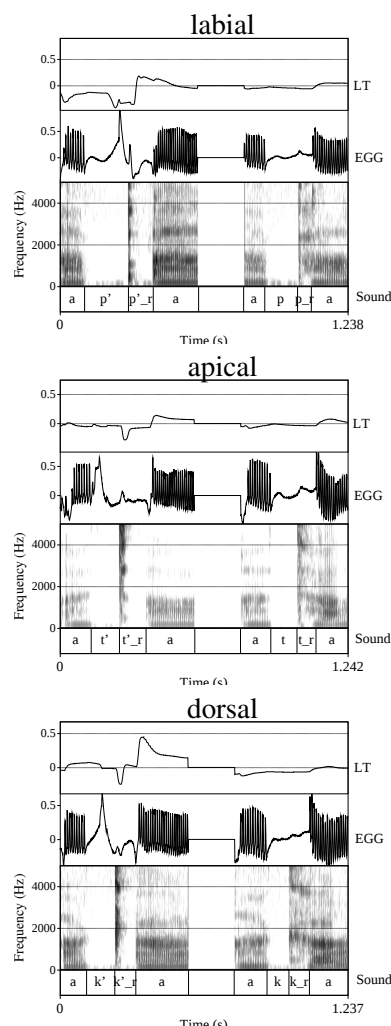 labial
0.5
0
LT
0.5
0
EGG
Frequency (Hz)
4000
2000
0
a p’ p’_r a a p p_r a Sound
0 1.238
Time (s)
apical
0.5
0
LT
0.5
0
EGG
Frequency (Hz)
4000
2000
0
a t’ t’_r a a t t_r a Sound
0 1.242
Time (s)
dorsal
0.5
0
LT
0.5
0
EGG
Frequency (Hz)
4000
2000
0
a k’ k’_r a a k k_r a Sound
0 1.237
Time (s)